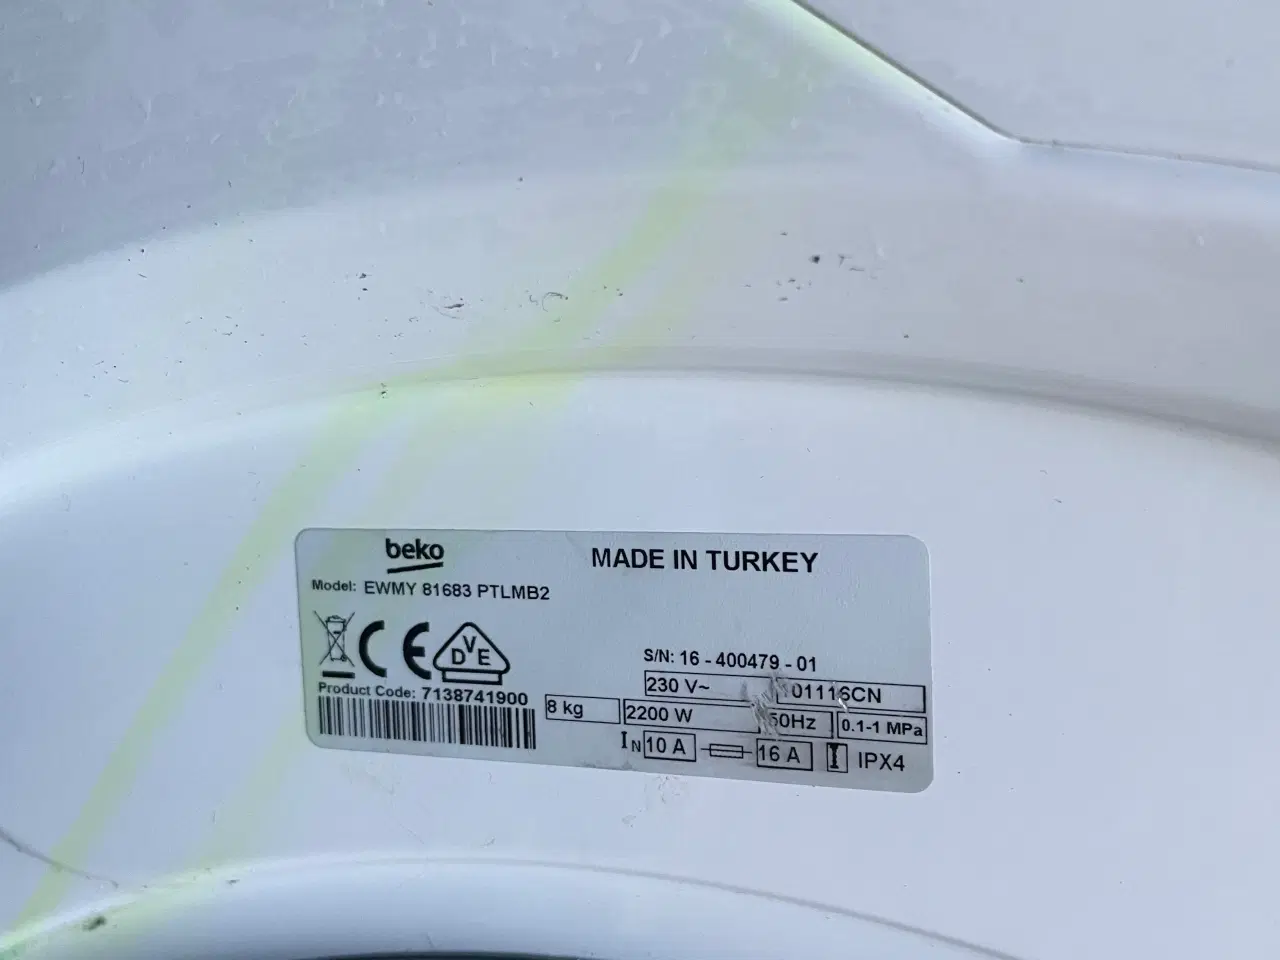 beko
MADE IN TURKEY
Model: EWMY 81683 PTLMB2
CE
VDE
S/N: 16 - 400479 - 01
Product Code: 7138741900
230 V~
01116CN
8 kg
2200 W
50Hz
0.1-1 MPa
IN 10 A
16 A
I
IPX4